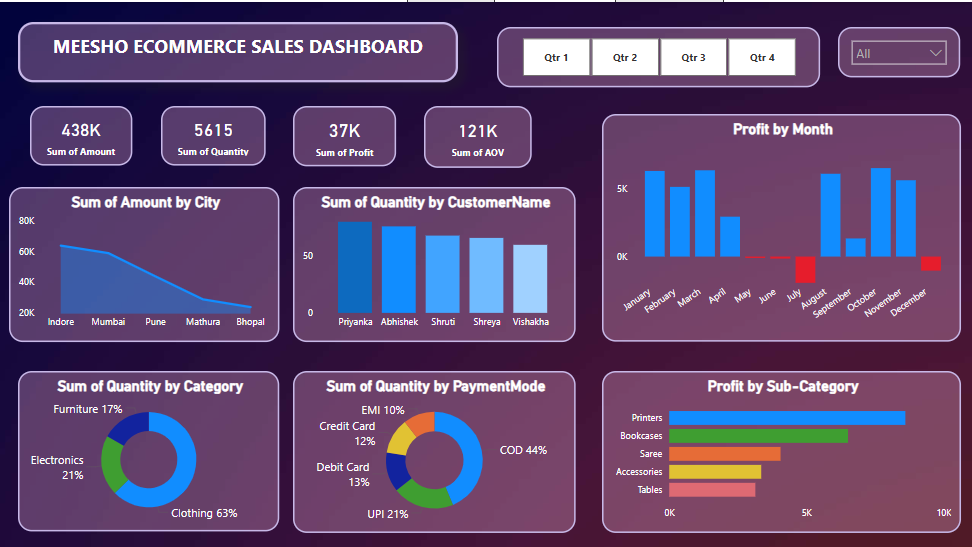 MEESHO ECOMMERCE SALES DASHBOARD
Qtr 1
Qtr 2
Qtr 3
Qtr 4
All
438K
Sum of Amount
5615
Sum of Quantity
37K
Sum of Profit
121K
Sum of AOV
Profit by Month
5K
0K
January
February
March
April
May
June
July
August
September
October
November
December
Sum of Amount by City
80K
60K
40K
20K
Indore
Mumbai
Pune
Mathura
Bhopal
Sum of Quantity by CustomerName
50
0
Priyanka
Abhishek
Shruti
Shreya
Vishakha
Sum of Quantity by Category
Furniture 17%
Electronics
21%
Clothing 63%
Sum of Quantity by PaymentMode
EMI 10%
Credit Card
12%
Debit Card
13%
UPI 21%
COD 44%
Profit by Sub-Category
Printers
Bookcases
Saree
Accessories
Tables
0K
5K
10K